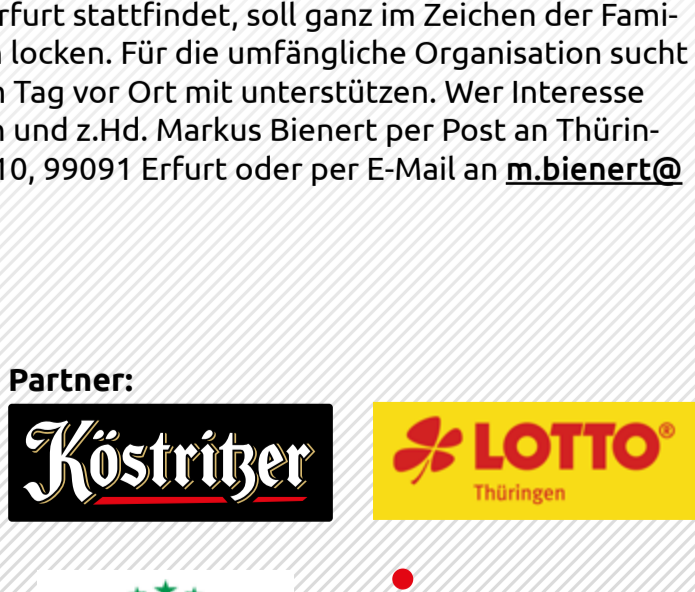 rfurt stattfindet, soll ganz im Zeichen der Fami-
locken. Für die umfängliche Organisation sucht
Tag vor Ort mit unterstützen. Wer Interesse
und z.Hd. Markus Bienert per Post an Thürin-
10, 99091 Erfurt oder per E-Mail an m.bienert@
Partner:
Köstritzer
LOTTO®
Thüringen